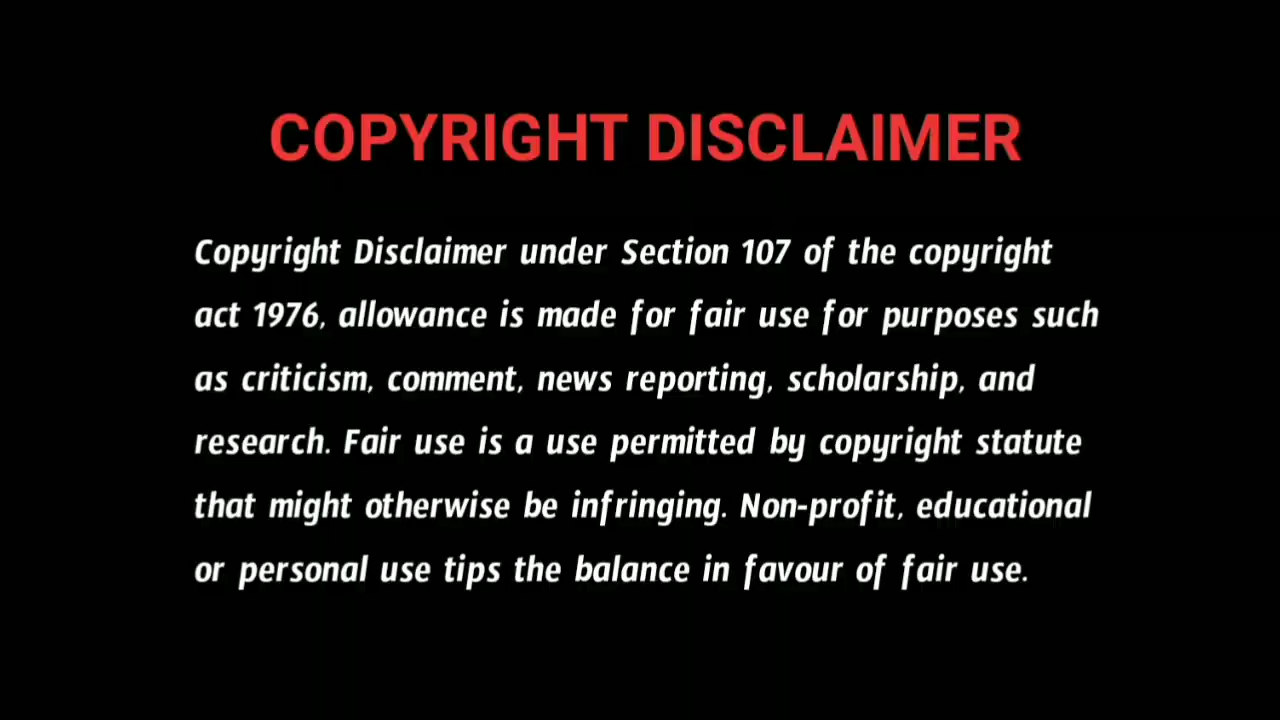 COPYRIGHT DISCLAIMER
Copyright Disclaimer under Section 107 of the copyright
act 1976, allowance is made for fair use for purposes such
as criticism, comment, news reporting, scholarship, and
research. Fair use is a use permitted by copyright statute
that might otherwise be infringing. Non-profit, educational
or personal use tips the balance in favour of fair use.